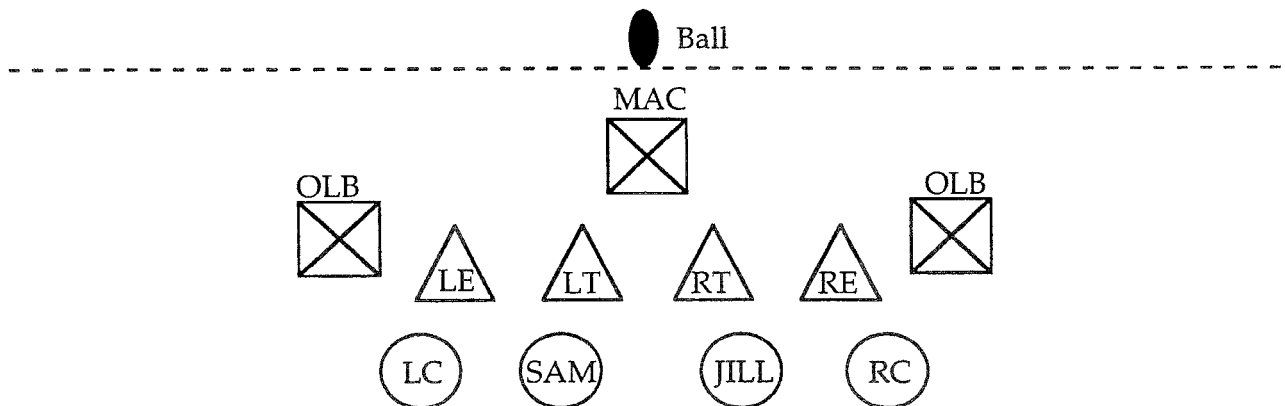 Ball
MAC
OLB OLB
LE LT RT RE
LC SAM JILL RC